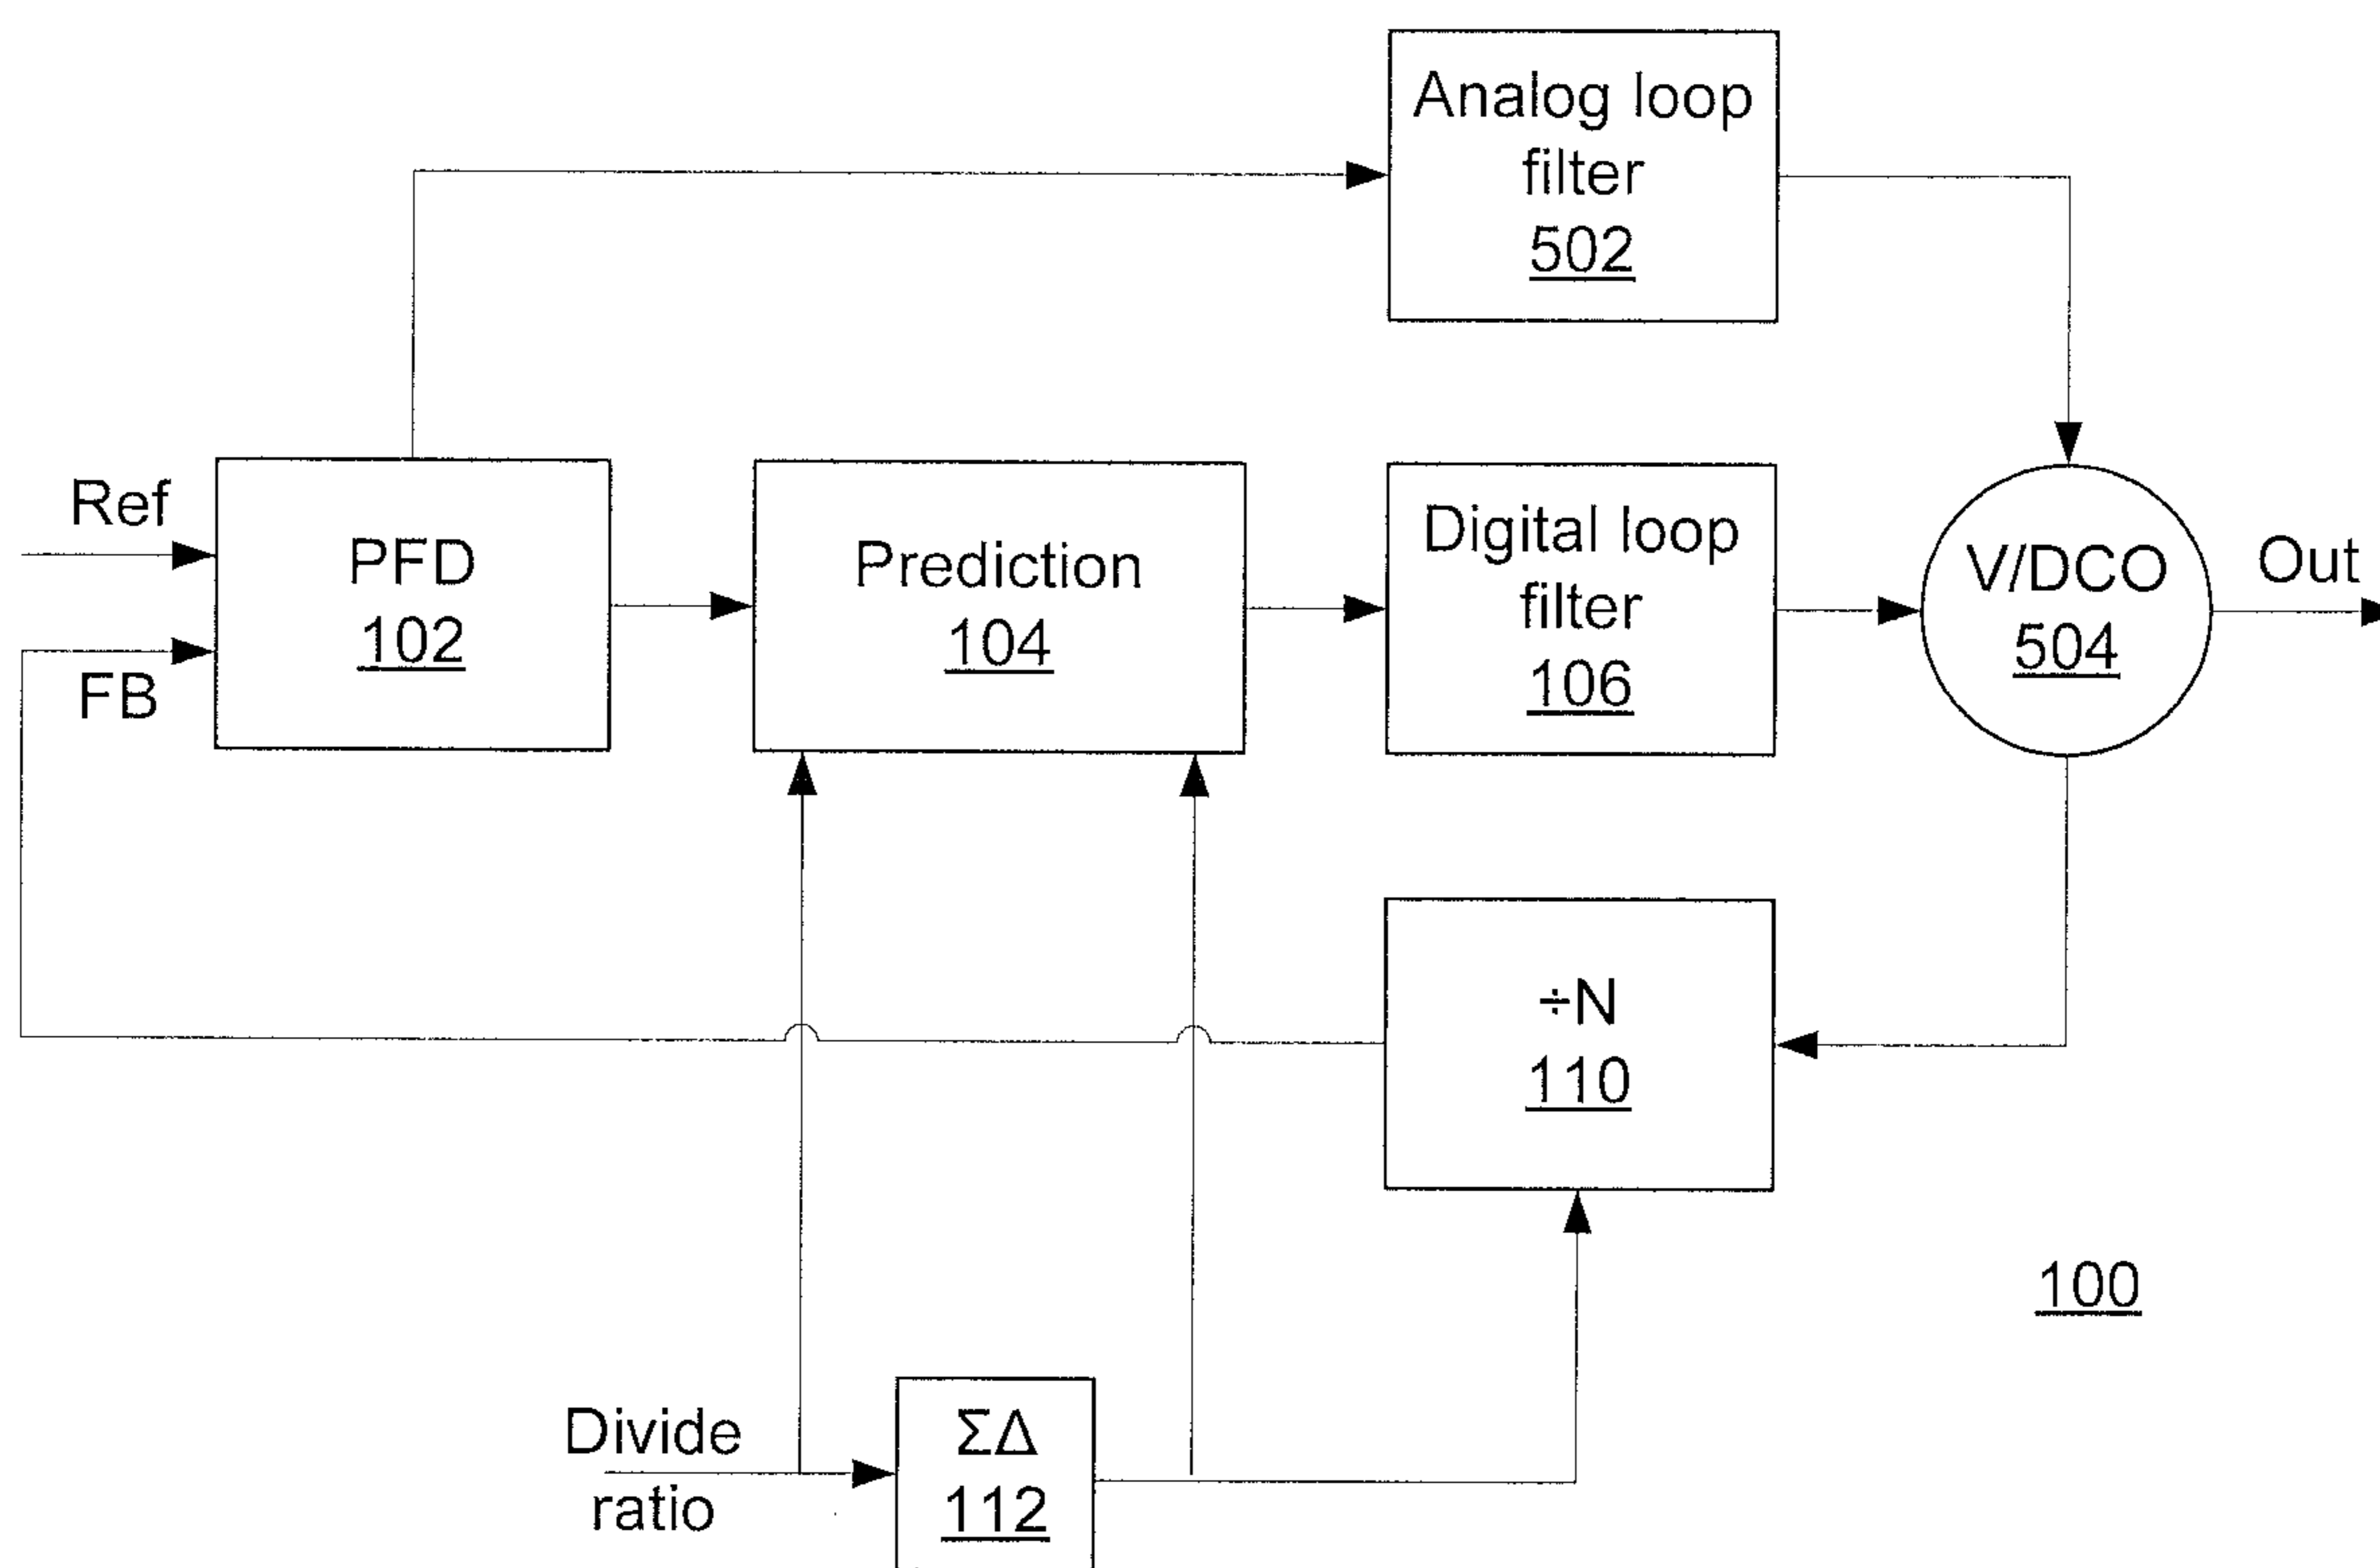 Analog loop
filter
502
Ref
FB
PFD
102
Prediction
104
Digital loop
filter
106
V/DCO
504
Out
÷N
110
100
Divide
ratio
ΣΔ
112